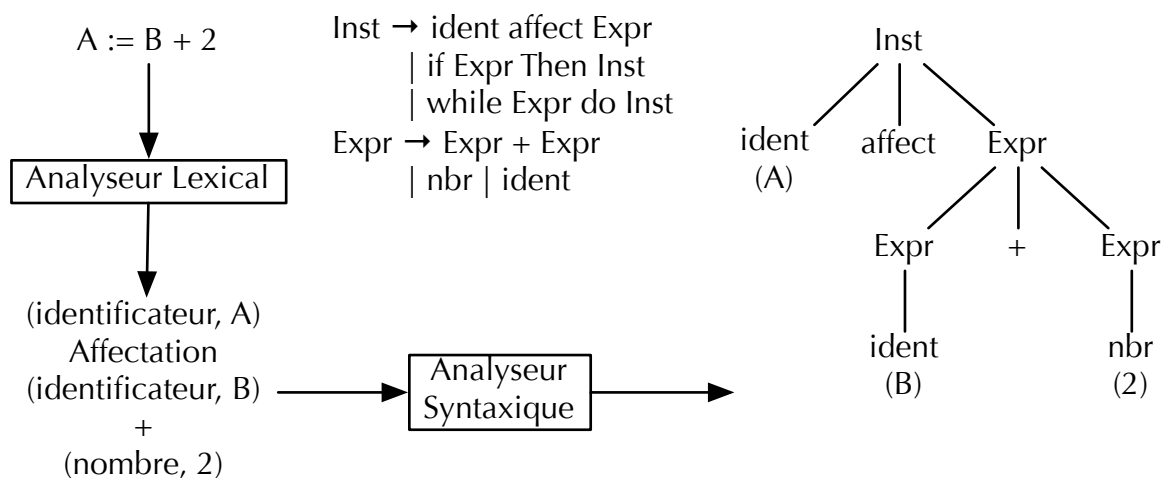 A := B + 2
Analyseur Lexical
(identificateur, A)
Affectation
(identificateur, B)
+
(nombre, 2)
Analyseur
Syntaxique
Inst → ident affect Expr
| if Expr Then Inst
| while Expr do Inst
Expr → Expr + Expr
| nbr | ident
Inst
ident affect Expr
(A)
Expr + Expr
ident nbr
(B) (2)